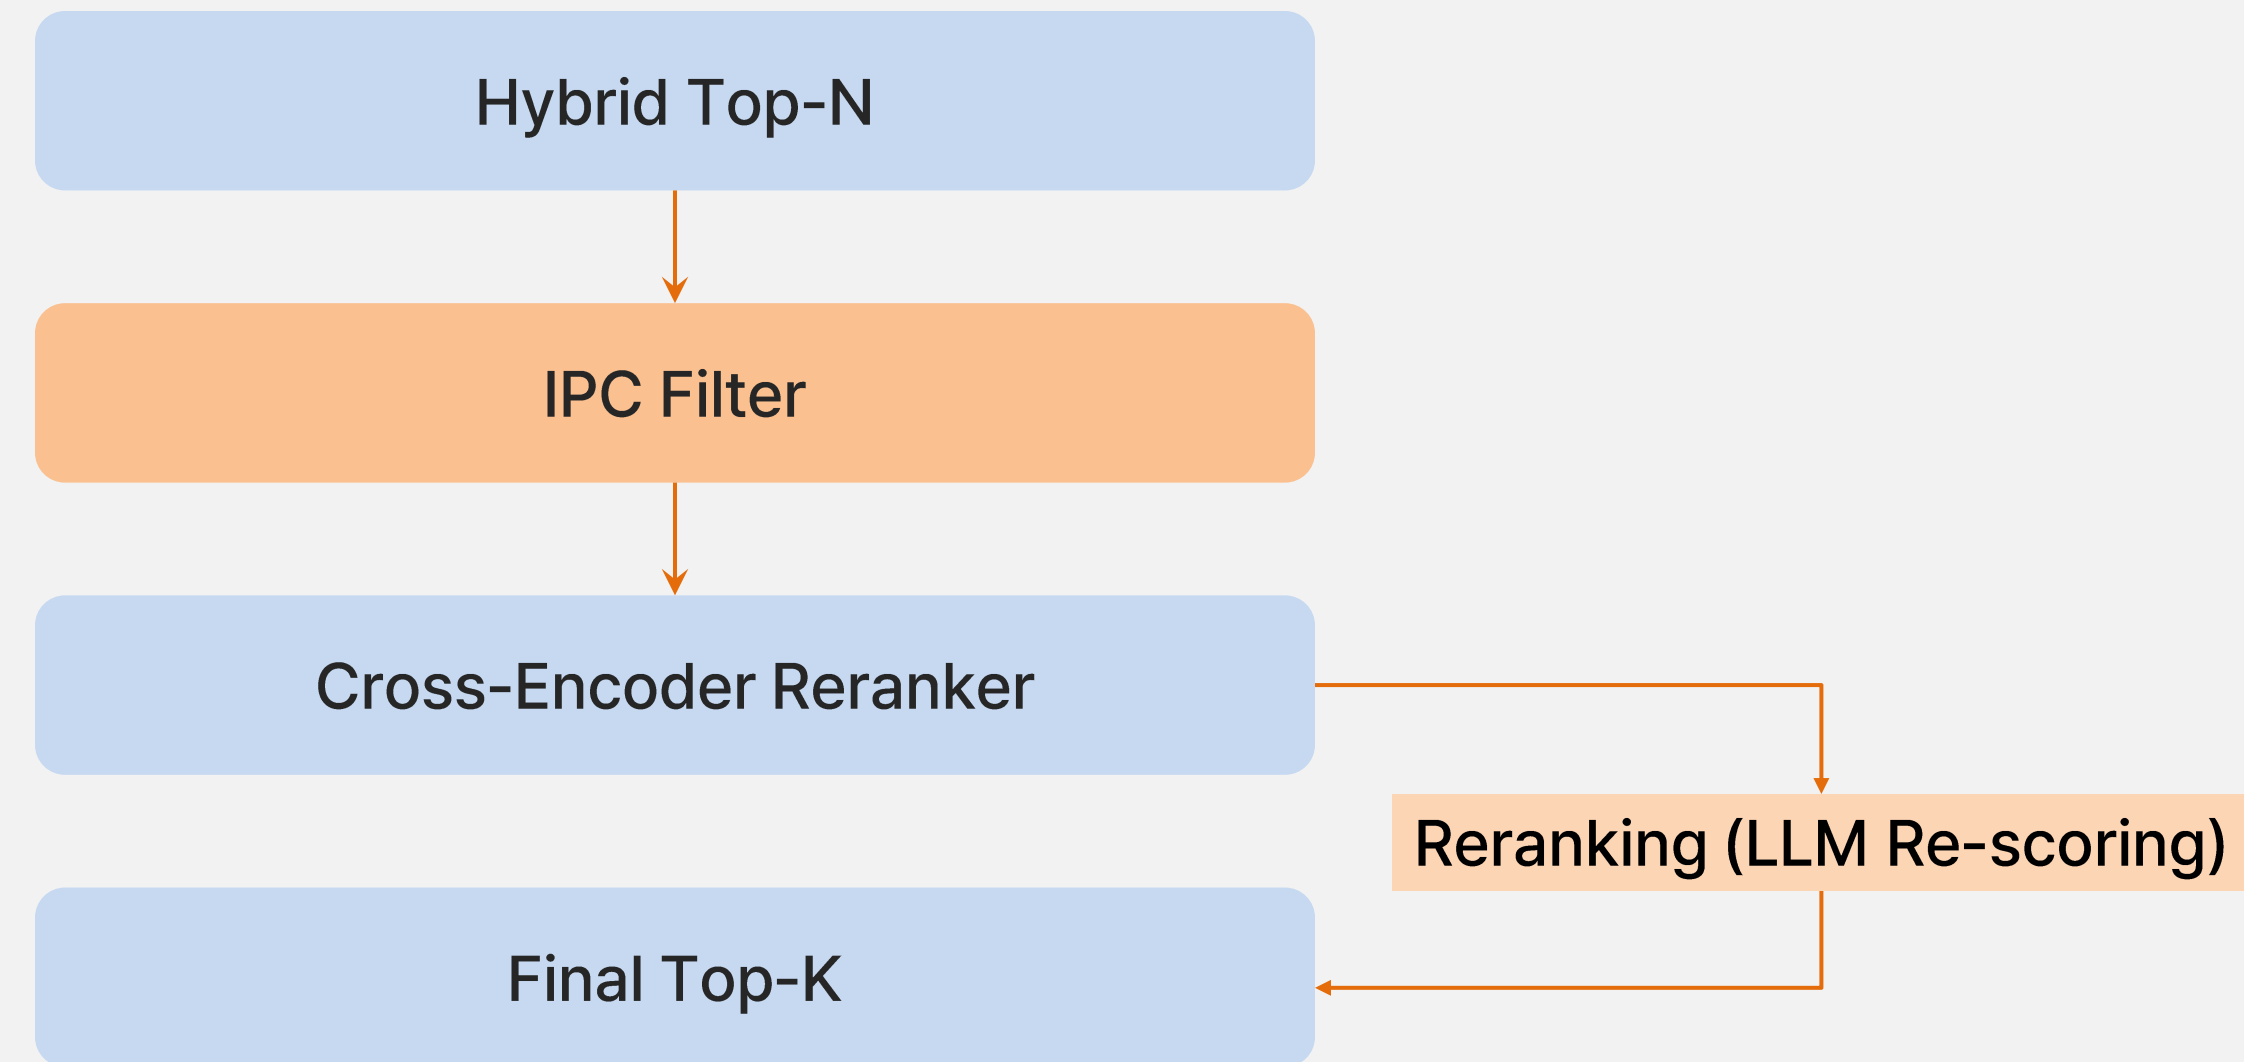 Hybrid Top-N
IPC Filter
Cross-Encoder Reranker
Reranking (LLM Re-scoring)
Final Top-K